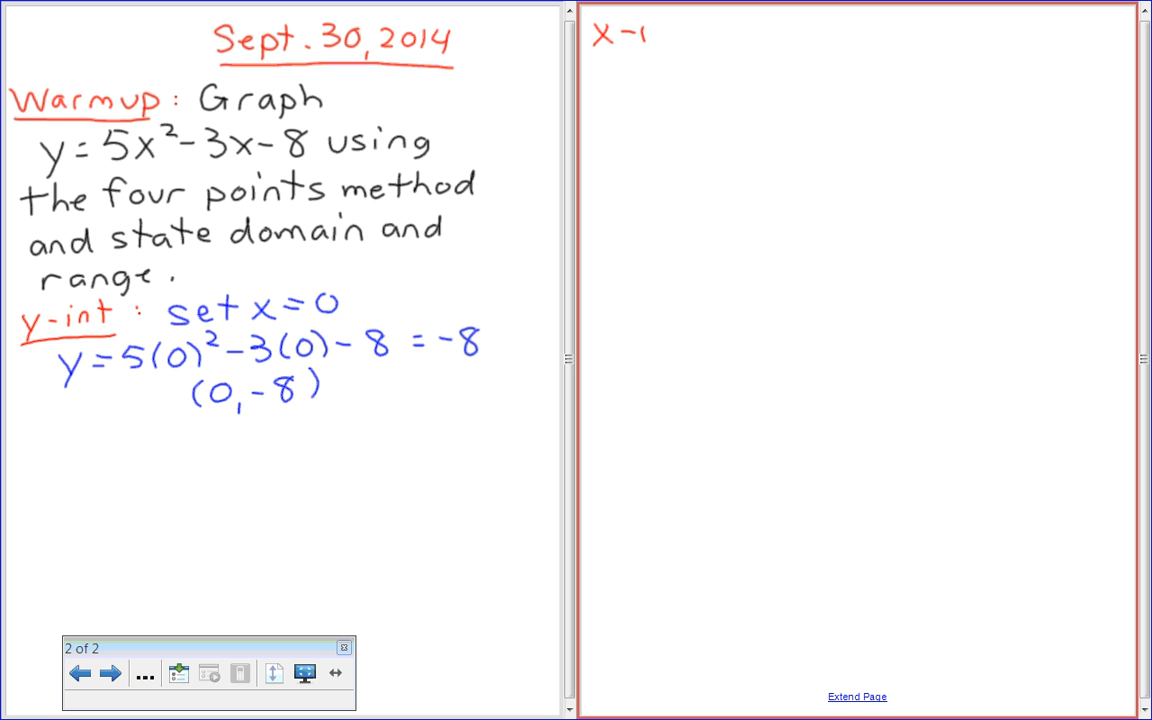 Sept. 30, 2014
Warmup: Graph
y = 5x² - 3x - 8 using
the four points method
and state domain and
range.
y-int: set x = 0
y = 5(0)² - 3(0) - 8 = -8
(0, -8)
2 of 2
...
x-1
Extend Page